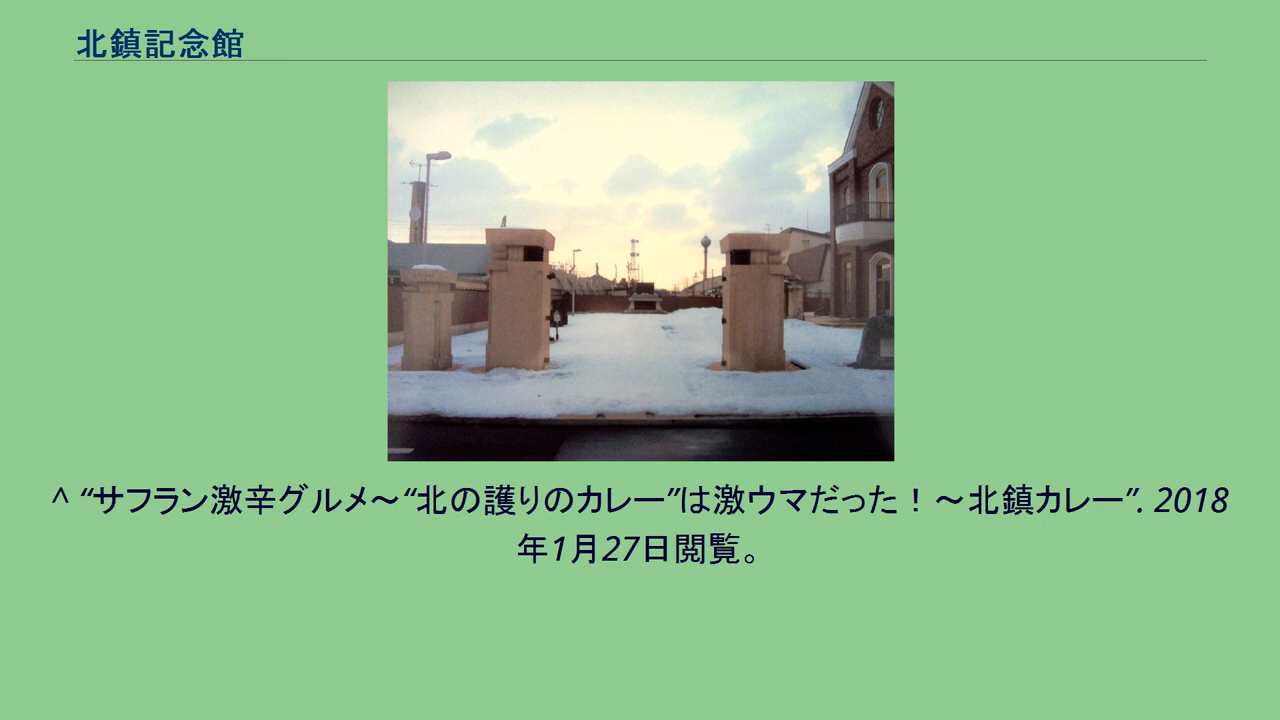 北鎮記念館
^ “サフラン激辛グルメ〜“北の護りのカレー”は激ウマだった！〜北鎮カレー”. 2018
年1月27日閲覧。